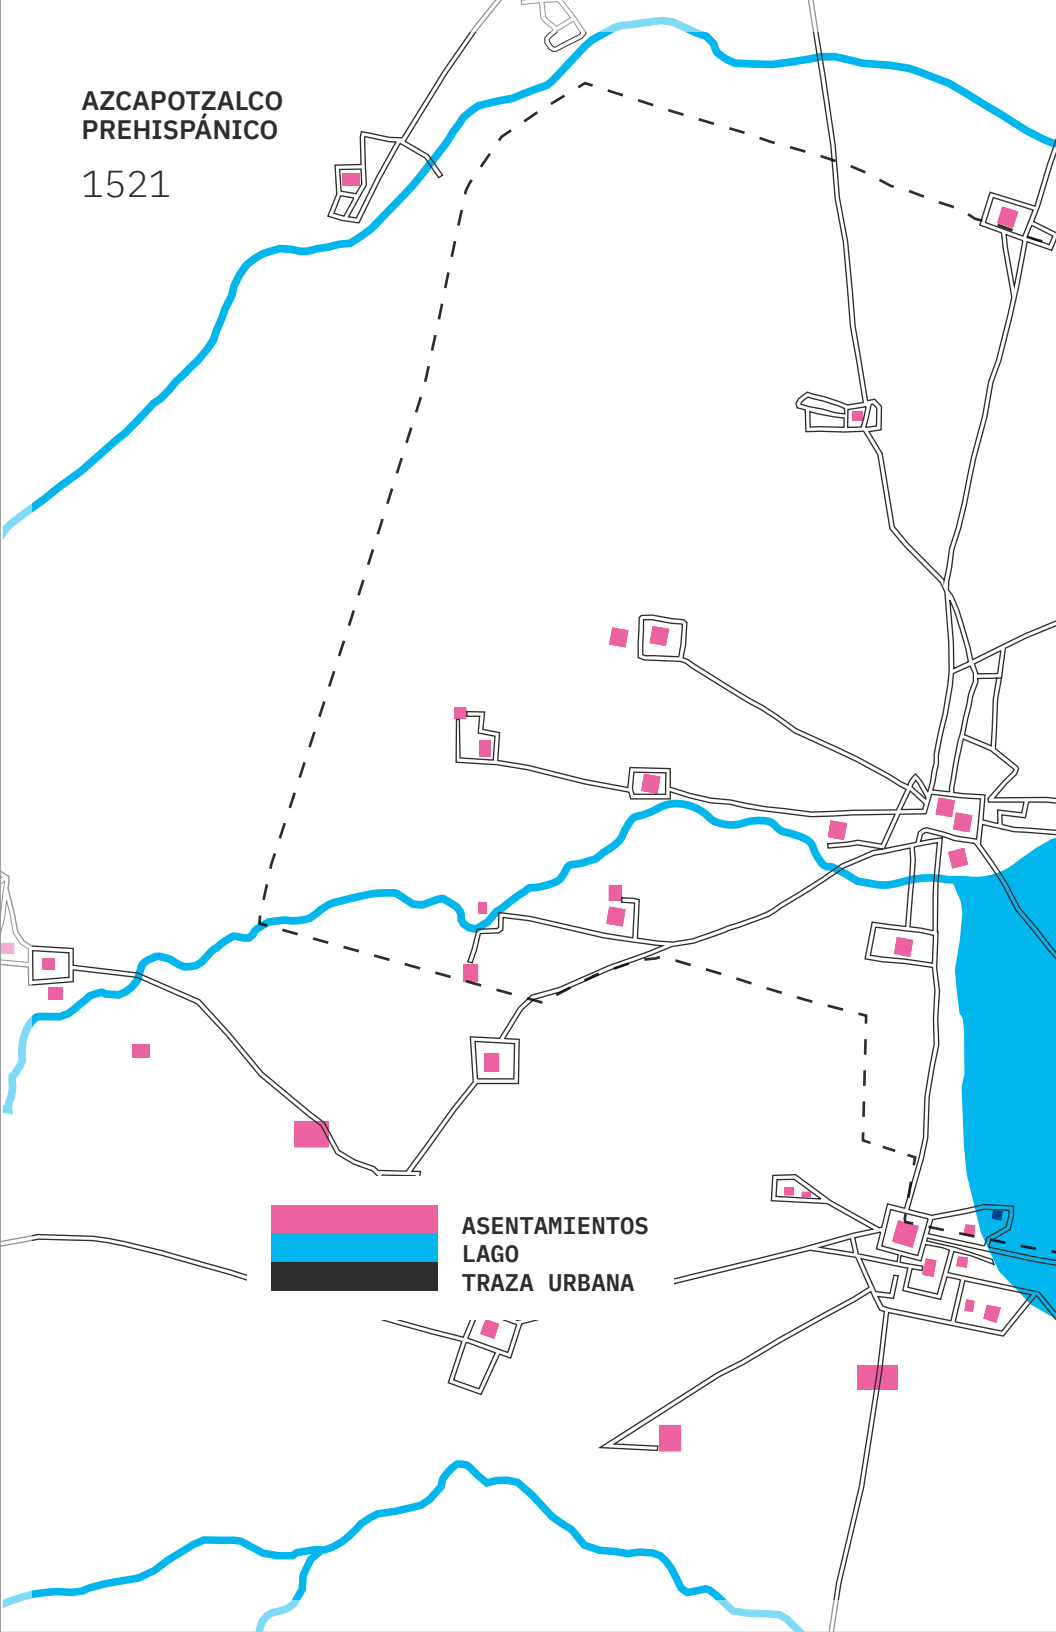 AZCAPOTZALCO
PREHISPÁNICO
1521
ASENTAMIENTOS
LAGO
TRAZA URBANA